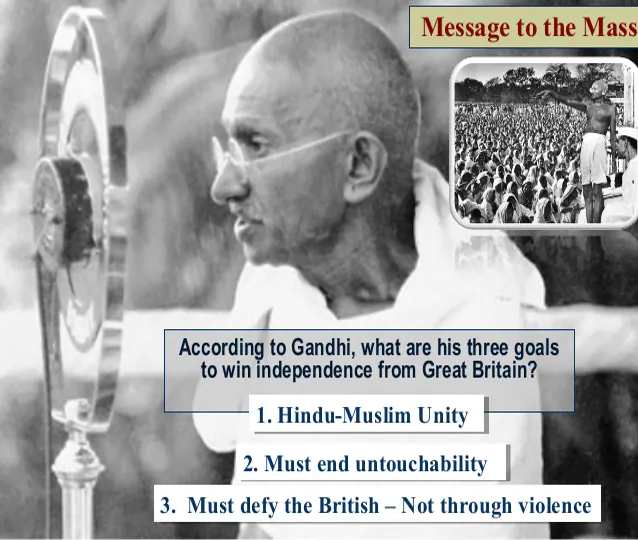 Message to the Mass
According to Gandhi, what are his three goals
to win independence from Great Britain?
1. Hindu-Muslim Unity
2. Must end untouchability
3. Must defy the British – Not through violence